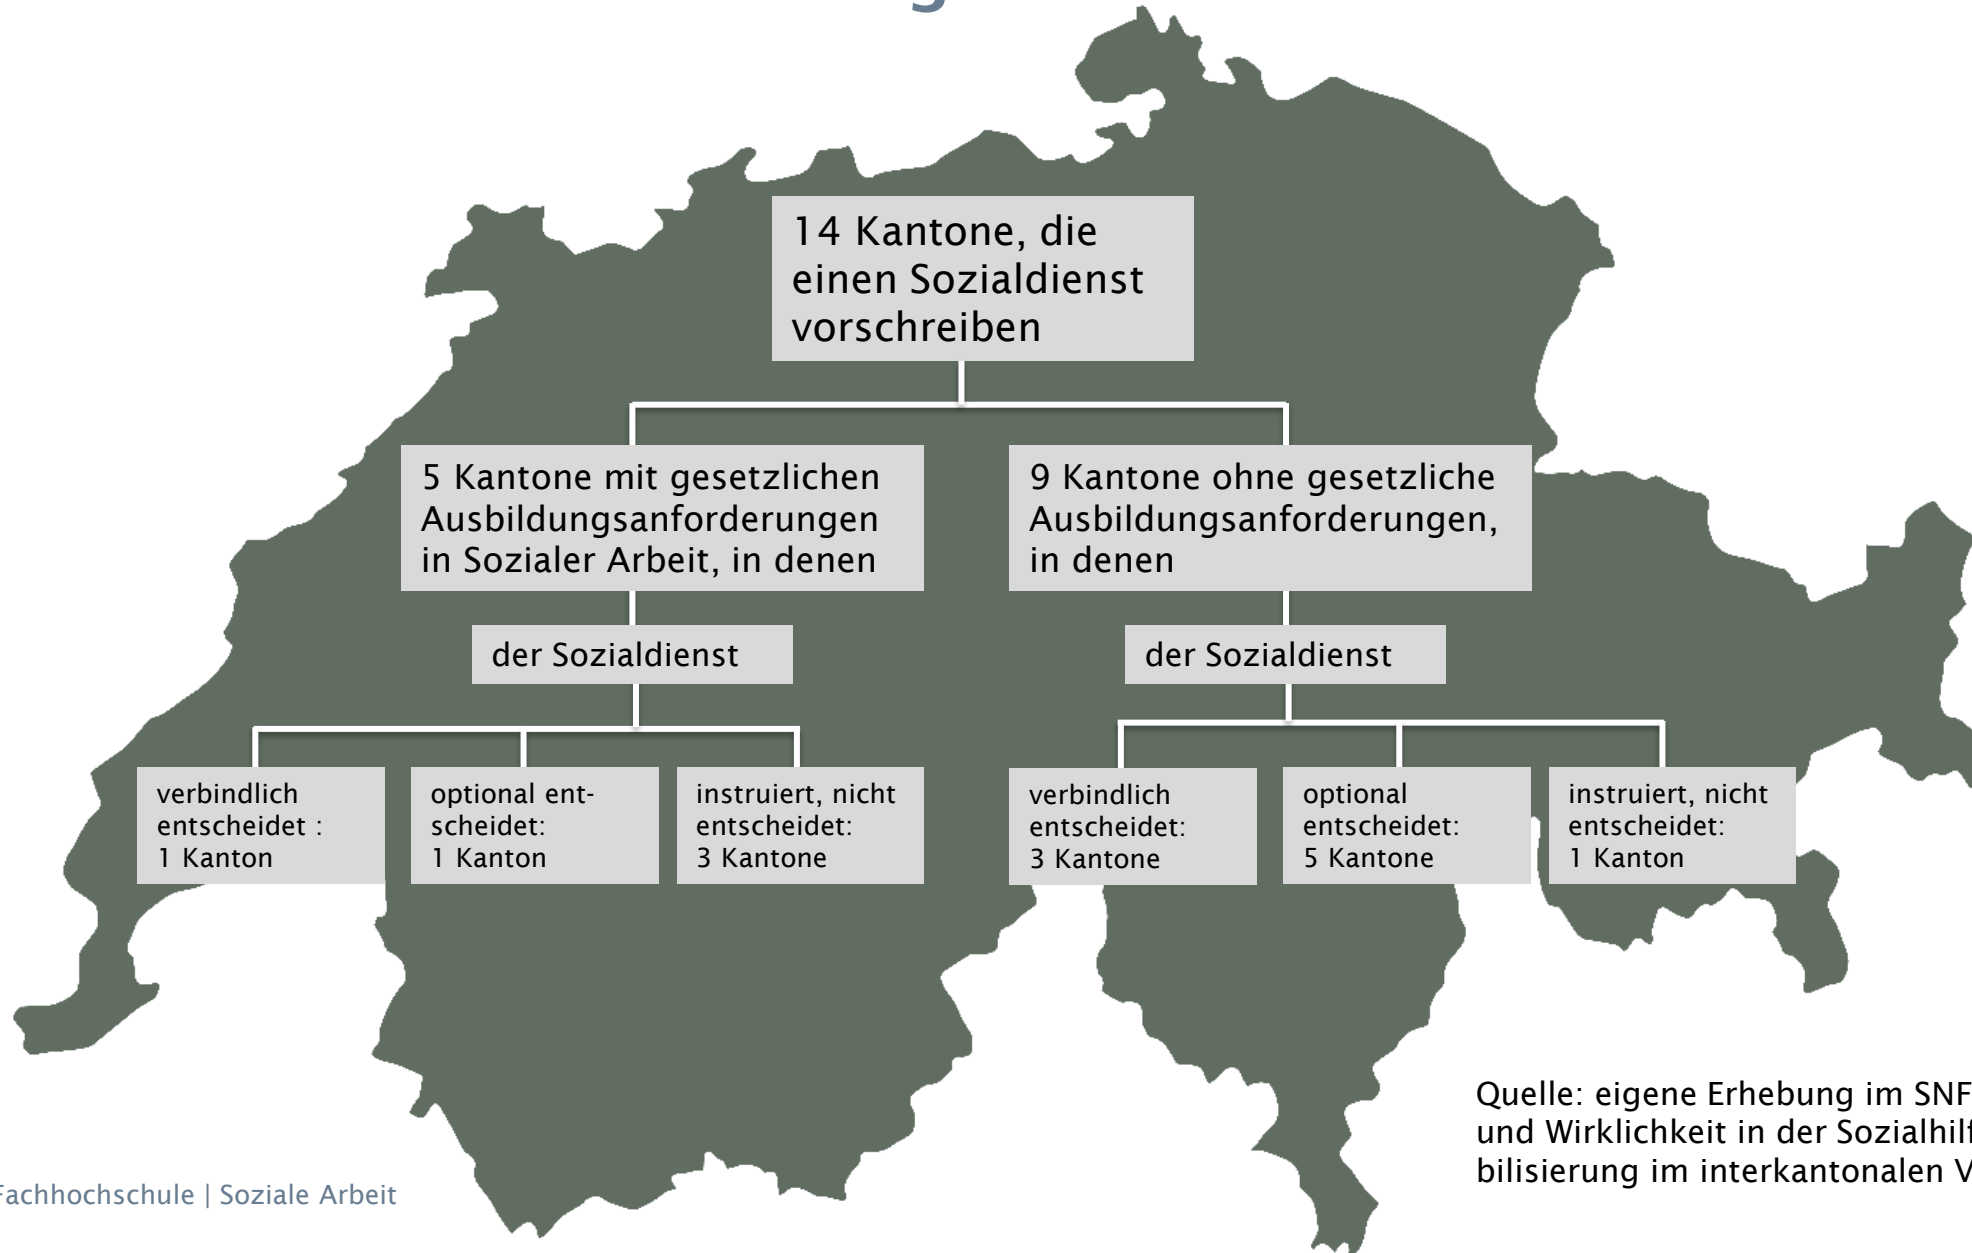 14 Kantone, die
einen Sozialdienst
vorschreiben
5 Kantone mit gesetzlichen
Ausbildungsanforderungen
in Sozialer Arbeit, in denen
9 Kantone ohne gesetzliche
Ausbildungsanforderungen,
in denen
der Sozialdienst
der Sozialdienst
verbindlich
entscheidet :
1 Kanton
optional ent-
scheidet:
1 Kanton
instruiert, nicht
entscheidet:
3 Kantone
verbindlich
entscheidet:
3 Kantone
optional
entscheidet:
5 Kantone
instruiert, nicht
entscheidet:
1 Kanton
Quelle: eigene Erhebung im SNF
und Wirklichkeit in der Sozialhilf
bilisierung im interkantonalen V
Fachhochschule | Soziale Arbeit